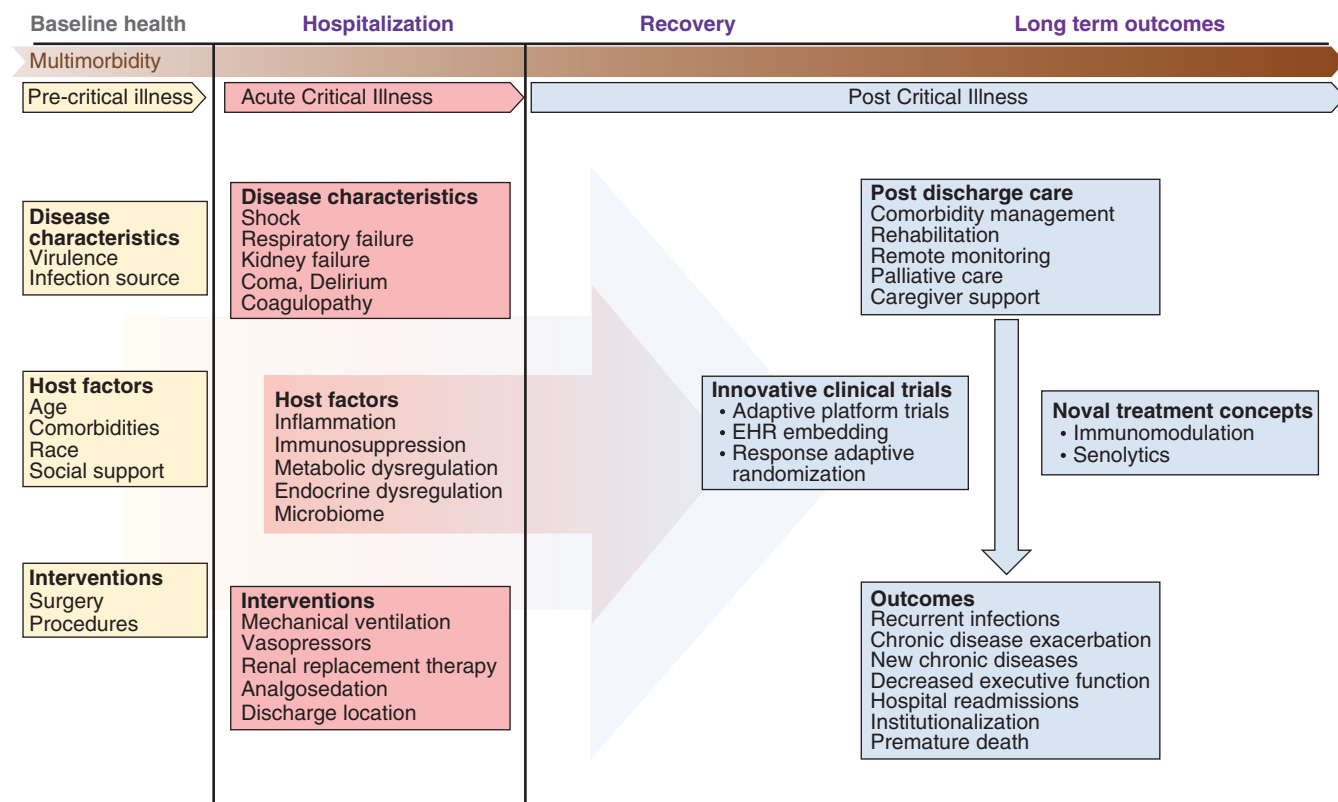 Baseline health
Hospitalization
Recovery
Long term outcomes
Multimorbidity
Pre-critical illness
Acute Critical Illness
Post Critical Illness
Disease
characteristics
Virulence
Infection source
Host factors
Age
Comorbidities
Race
Social support
Interventions
Surgery
Procedures
Disease characteristics
Shock
Respiratory failure
Kidney failure
Coma, Delirium
Coagulopathy
Host factors
Inflammation
Immunosuppression
Metabolic dysregulation
Endocrine dysregulation
Microbiome
Interventions
Mechanical ventilation
Vasopressors
Renal replacement therapy
Analgosedation
Discharge location
Post discharge care
Comorbidity management
Rehabilitation
Remote monitoring
Palliative care
Caregiver support
Innovative clinical trials
• Adaptive platform trials
• EHR embedding
• Response adaptive
randomization
Noval treatment concepts
• Immunomodulation
• Senolytics
Outcomes
Recurrent infections
Chronic disease exacerbation
New chronic diseases
Decreased executive function
Hospital readmissions
Institutionalization
Premature death